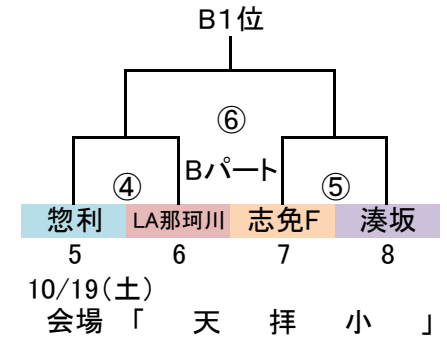 B1位
⑥
Bパート
④ ⑤
惣利 LA那珂川 志免F 湊坂
5 6 7 8
10/19(土)
会場「 天 拝 小 」